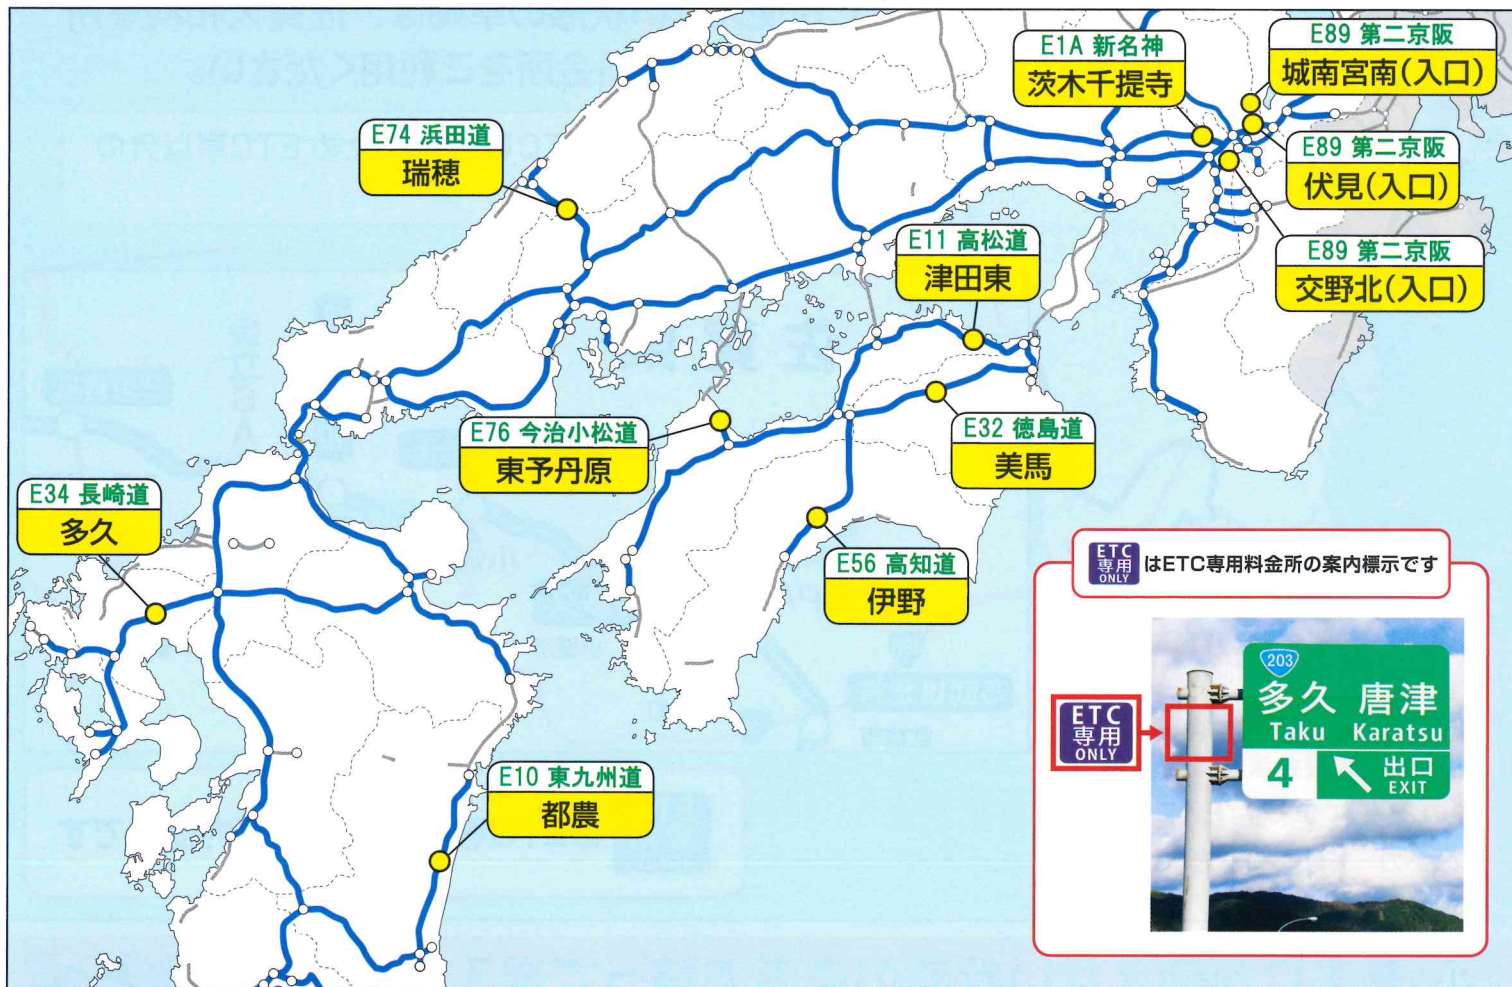 E1A 新名神
茨木千提寺
E89 第二京阪
城南宮南(入口)
E89 第二京阪
伏見(入口)
E89 第二京阪
交野北(入口)
E74 浜田道
瑞穂
E11 高松道
津田東
E76 今治小松道
東予丹原
E32 徳島道
美馬
E34 長崎道
多久
E56 高知道
伊野
E10 東九州道
都農
ETC
専用
ONLY
はETC専用料金所の案内標示です
ETC
専用
ONLY
203
多久 唐津
Taku Karatsu
4 出口
EXIT